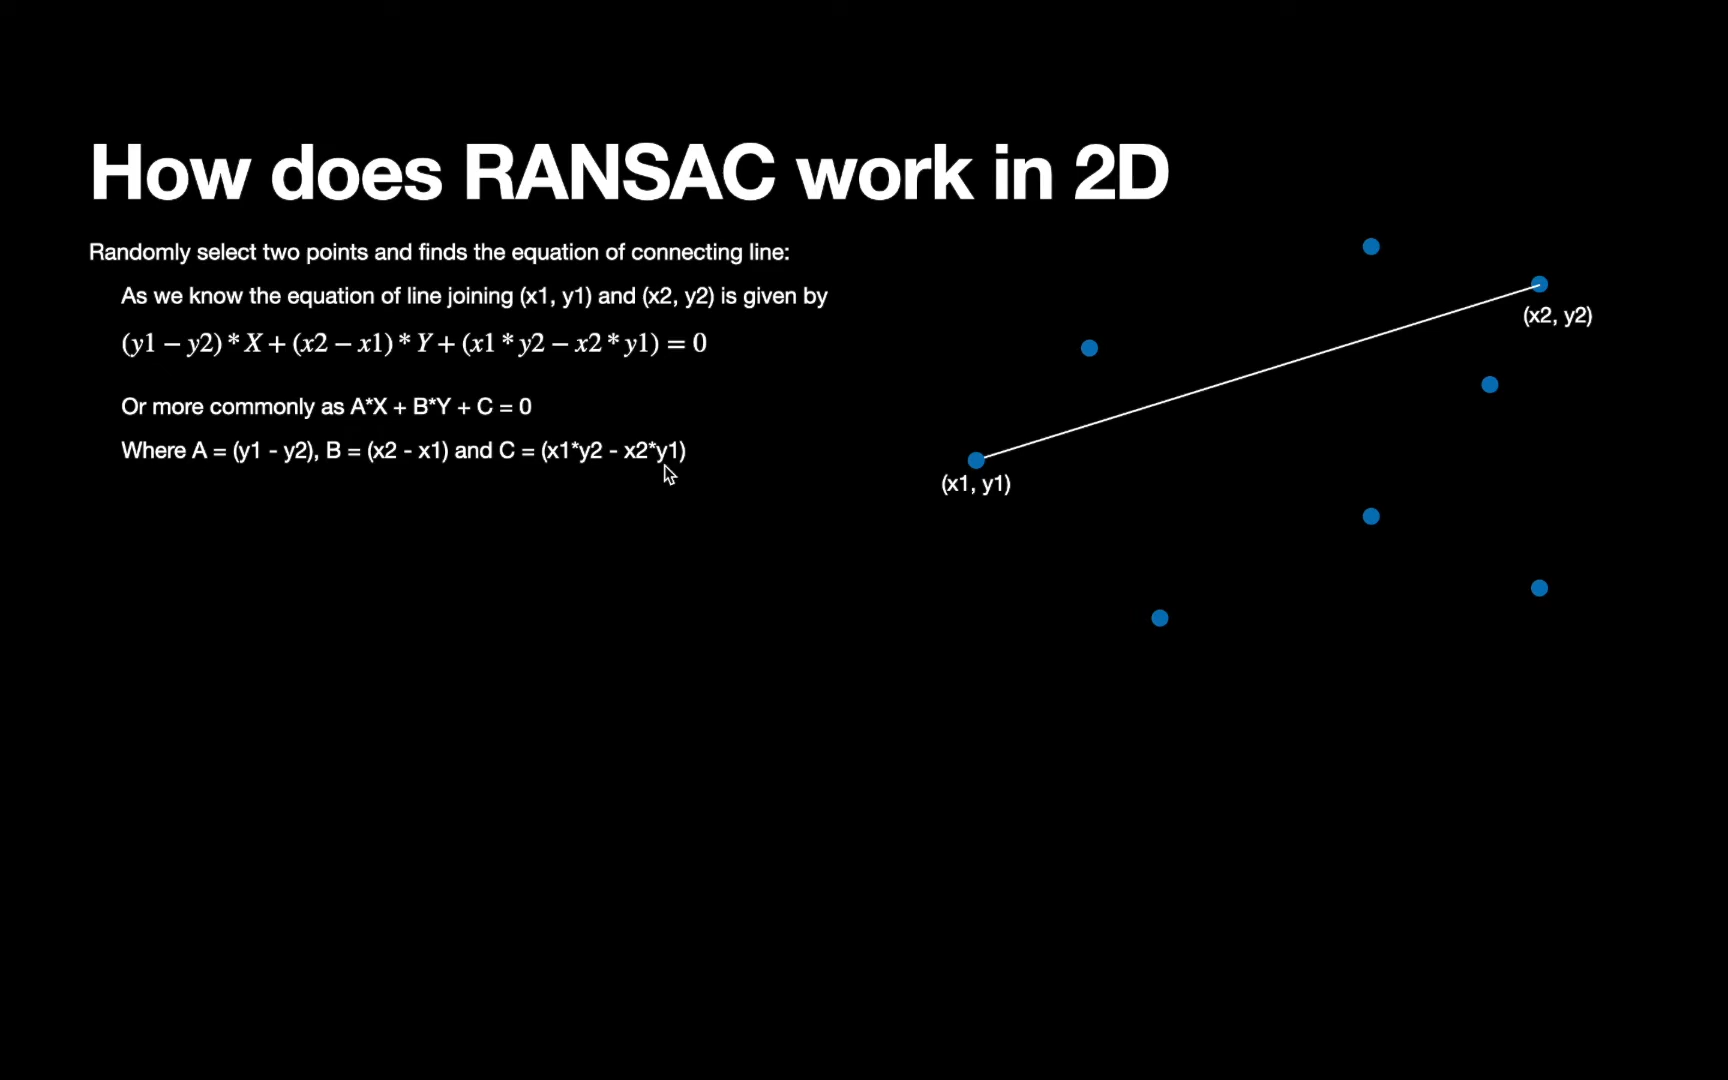 How does RANSAC work in 2D
Randomly select two points and finds the equation of connecting line:
As we know the equation of line joining (x1, y1) and (x2, y2) is given by
(y1 − y2) * X + (x2 − x1) * Y + (x1 * y2 − x2 * y1) = 0
Or more commonly as A*X + B*Y + C = 0
Where A = (y1 - y2), B = (x2 - x1) and C = (x1*y2 - x2*y1)
(x2, y2)
(x1, y1)